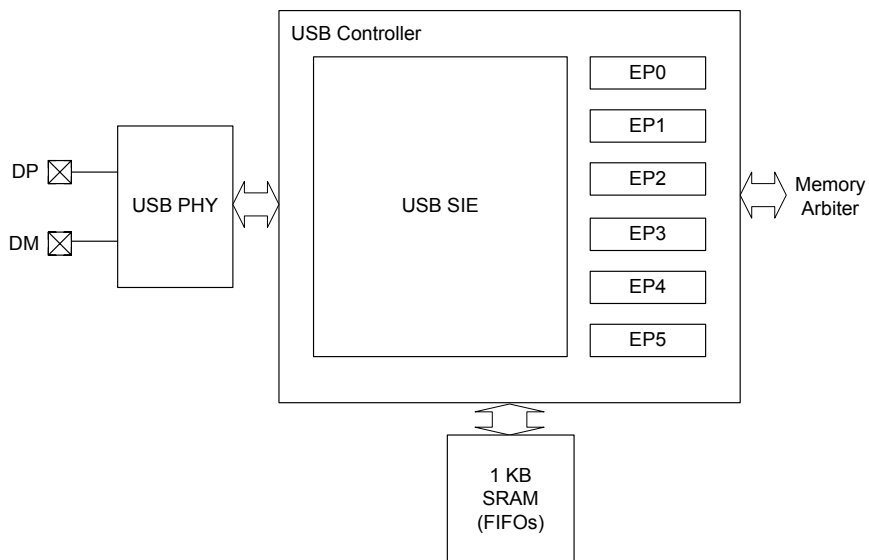 USB Controller
DP
DM
USB PHY
USB SIE
EP0
EP1
EP2
EP3
EP4
EP5
Memory
Arbiter
1 KB
SRAM
(FIFOs)